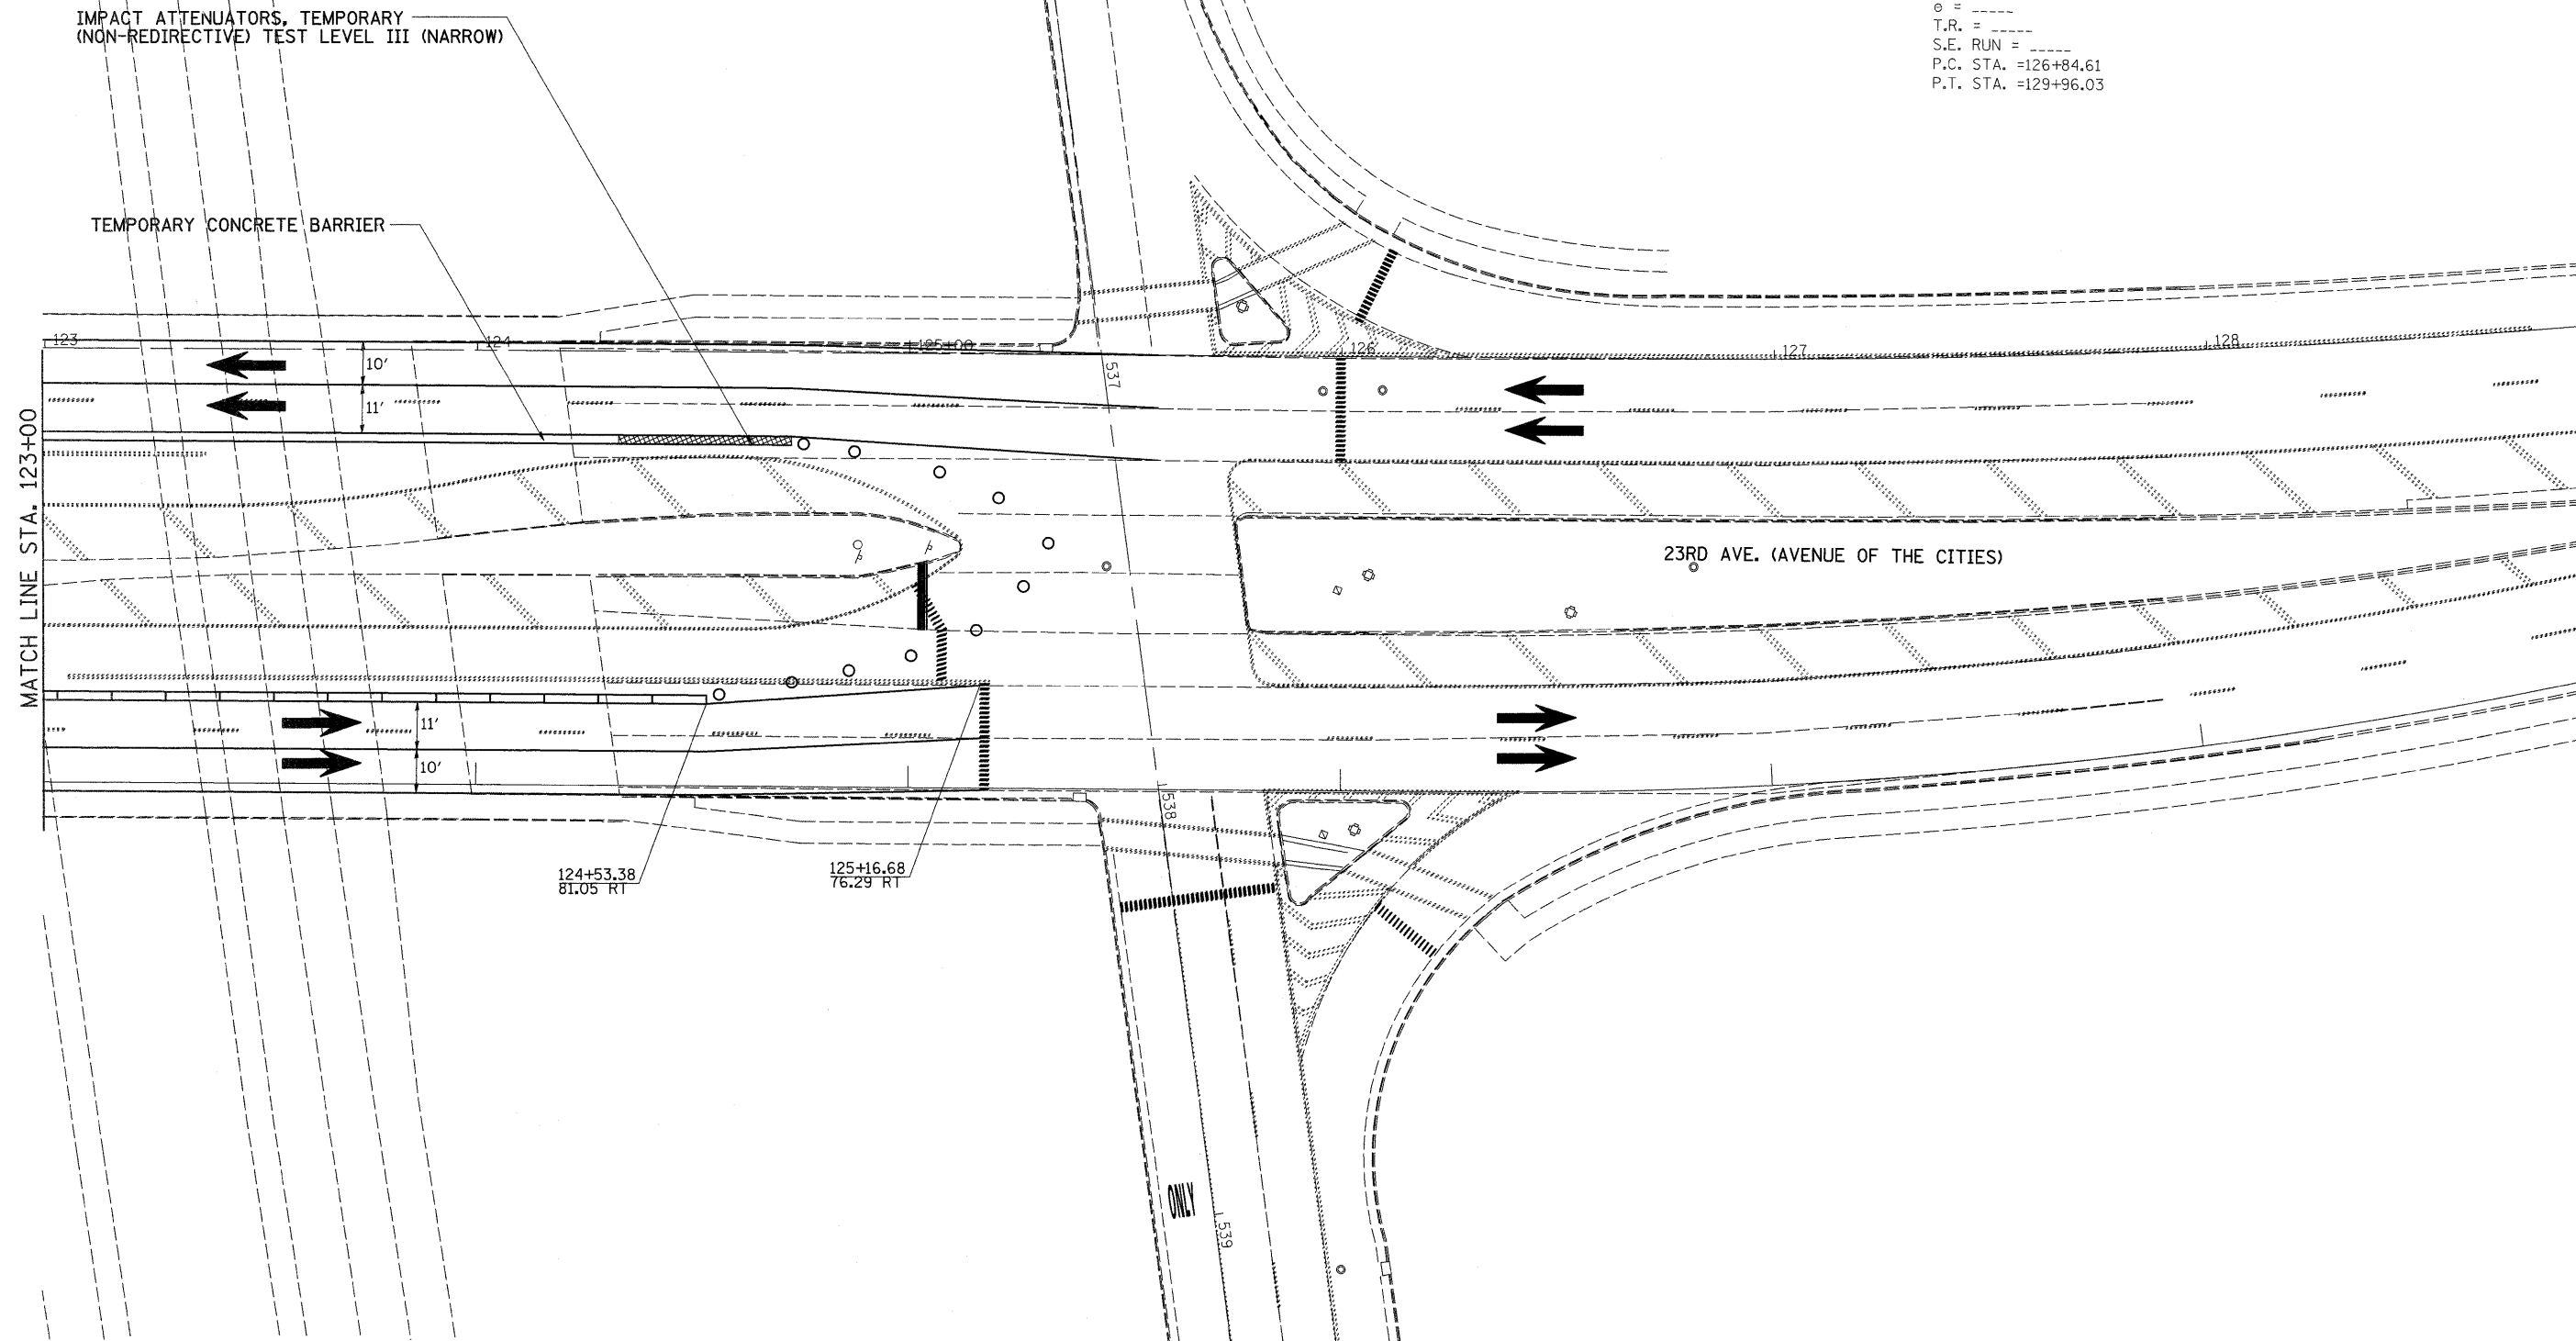 IMPACT ATTENUATORS, TEMPORARY
(NON-REDIRECTIVE) TEST LEVEL III (NARROW)
Θ = _____
T.R. = _____
S.E. RUN = _____
P.C. STA. =126+84.61
P.T. STA. =129+96.03
TEMPORARY CONCRETE BARRIER
123
124
125+00
126
127
128
10'
11'
537
MATCH LINE STA. 123+00
23RD AVE. (AVENUE OF THE CITIES)
11'
10'
538
124+53.38
81.05 RT
125+16.68
76.29 RT
ONLY
539